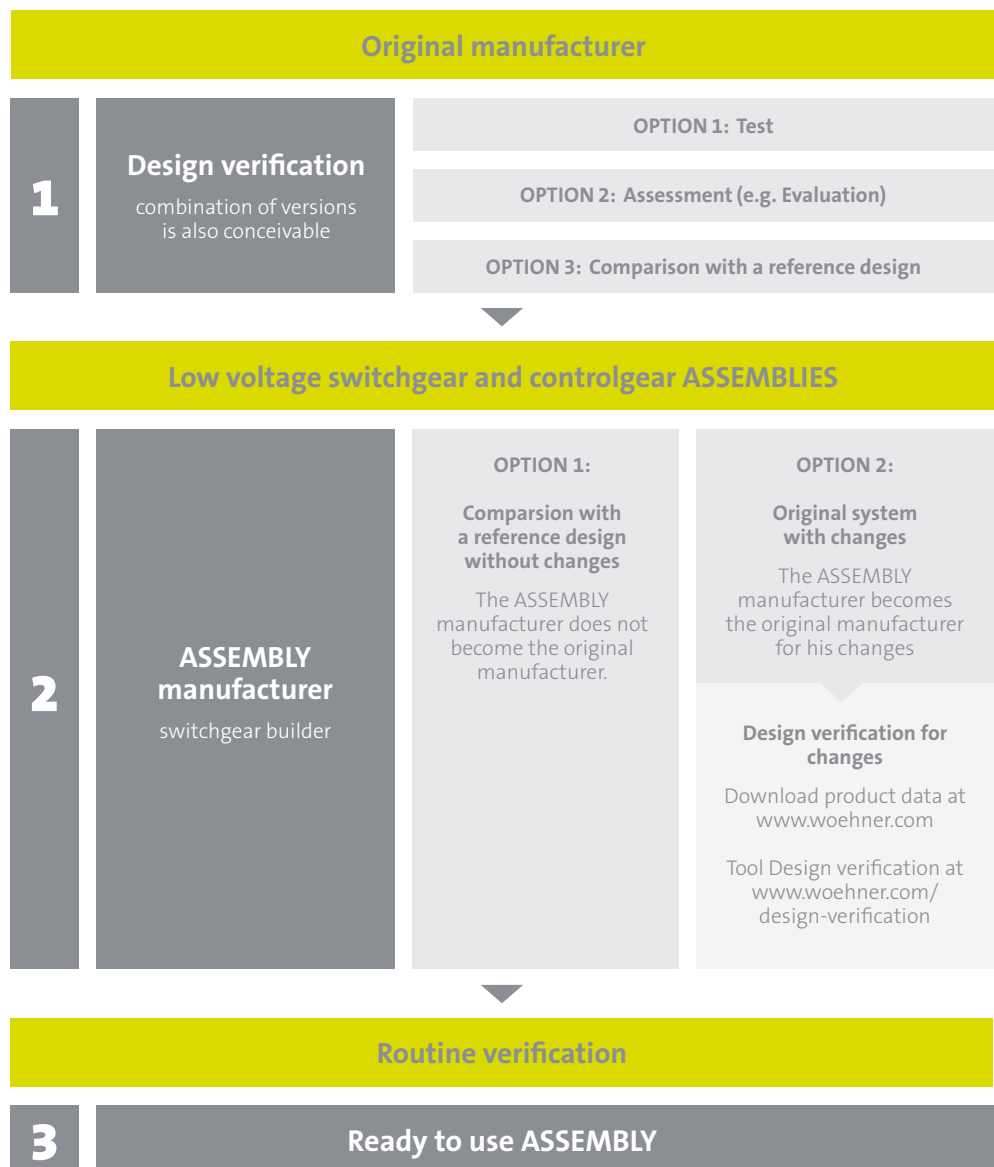 Original manufacturer
1
Design verification
combination of versions
is also conceivable
OPTION 1: Test
OPTION 2: Assessment (e.g. Evaluation)
OPTION 3: Comparison with a reference design
Low voltage switchgear and controlgear ASSEMBLIES
2
ASSEMBLY
manufacturer
switchgear builder
OPTION 1:
Comparsion with
a reference design
without changes
The ASSEMBLY
manufacturer does not
become the original
manufacturer.
OPTION 2:
Original system
with changes
The ASSEMBLY
manufacturer becomes
the original manufacturer
for his changes
Design verification for
changes
Download product data at
www.woehner.com
Tool Design verification at
www.woehner.com/
design-verification
Routine verification
3
Ready to use ASSEMBLY